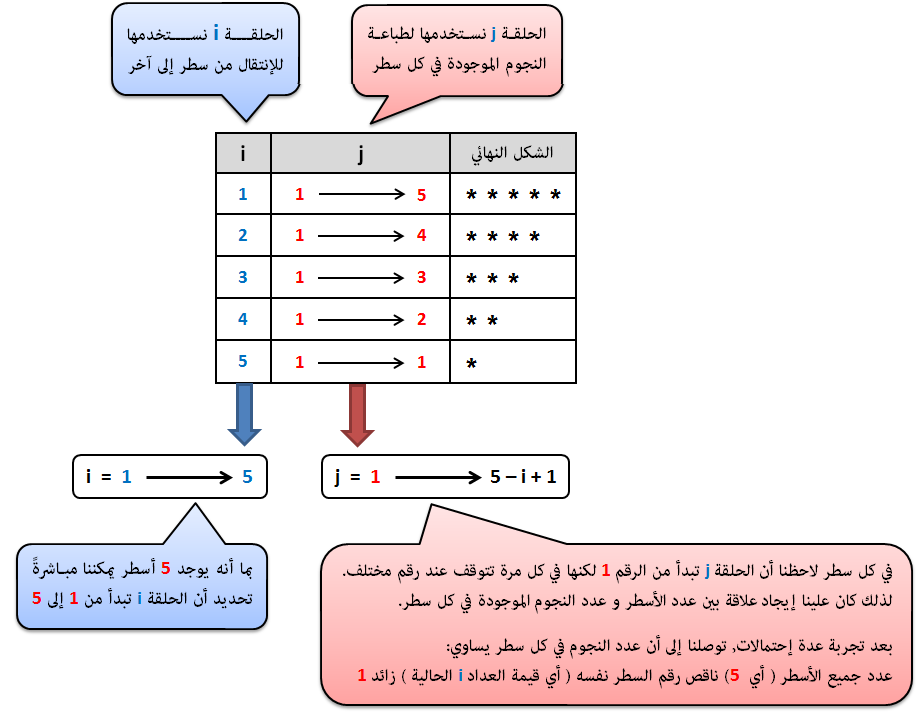 الحلقة i نستخدمها
للإنتقال من سطر إلى آخر
الحلقة j نستخدمها لطباعة
النجوم الموجودة في كل سطر
i j الشكل النهائي
1 1 5 * * * * *
2 1 4 * * * *
3 1 3 * * *
4 1 2 * *
5 1 1 *
i = 1 5
j = 1 5 – i + 1
بما أنه يوجد 5 أسطر يمكننا مباشرةً
تحديد أن الحلقة i تبدأ من 1 إلى 5
في كل سطر لاحظنا أن الحلقة j تبدأ من الرقم 1 لكنها في كل مرة تتوقف عند رقم مختلف.
لذلك كان علينا إيجاد علاقة بين عدد الأسطر و عدد النجوم الموجودة في كل سطر.
بعد تجربة عدة إحتمالات, توصلنا إلى أن عدد النجوم في كل سطر يساوي:
عدد جميع الأسطر ( أي 5) ناقص رقم السطر نفسه ( أي قيمة العداد i الحالية ) زائد 1